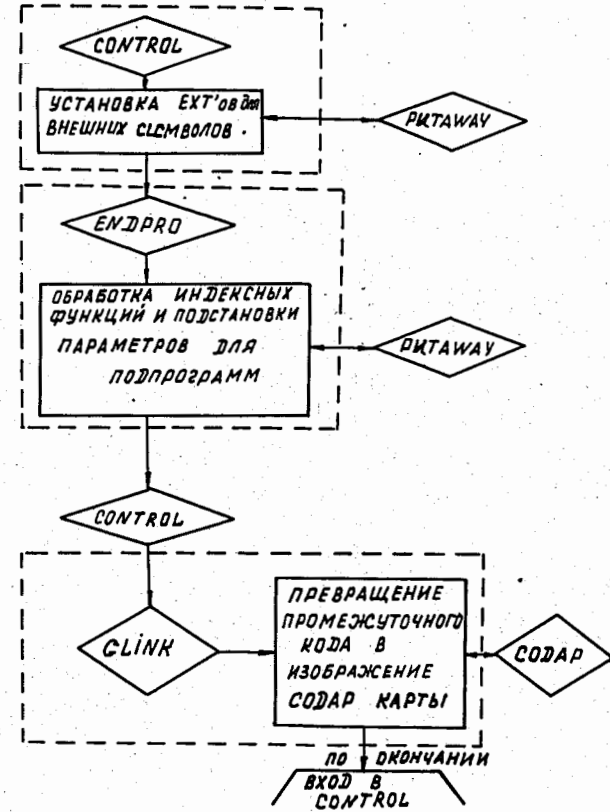 CONTROL
УСТАНОВКА EXT'ов для
ВНЕШНИХ СИМВОЛОВ.
PUTAWAY
ENDPRO
ОБРАБОТКА ИНДЕКСНЫХ
ФУНКЦИЙ И ПОДСТАНОВКИ
ПАРАМЕТРОВ ДЛЯ
ПОДПРОГРАММ
PUTAWAY
CONTROL
GLINK
ПРЕВРАЩЕНИЕ
ПРОМЕЖУТОЧНОГО
КОДА В
ИЗОБРАЖЕНИЕ
CODAP КАРТЫ
CODAP
ПО ОКОНЧАНИИ
ВХОД В
CONTROL